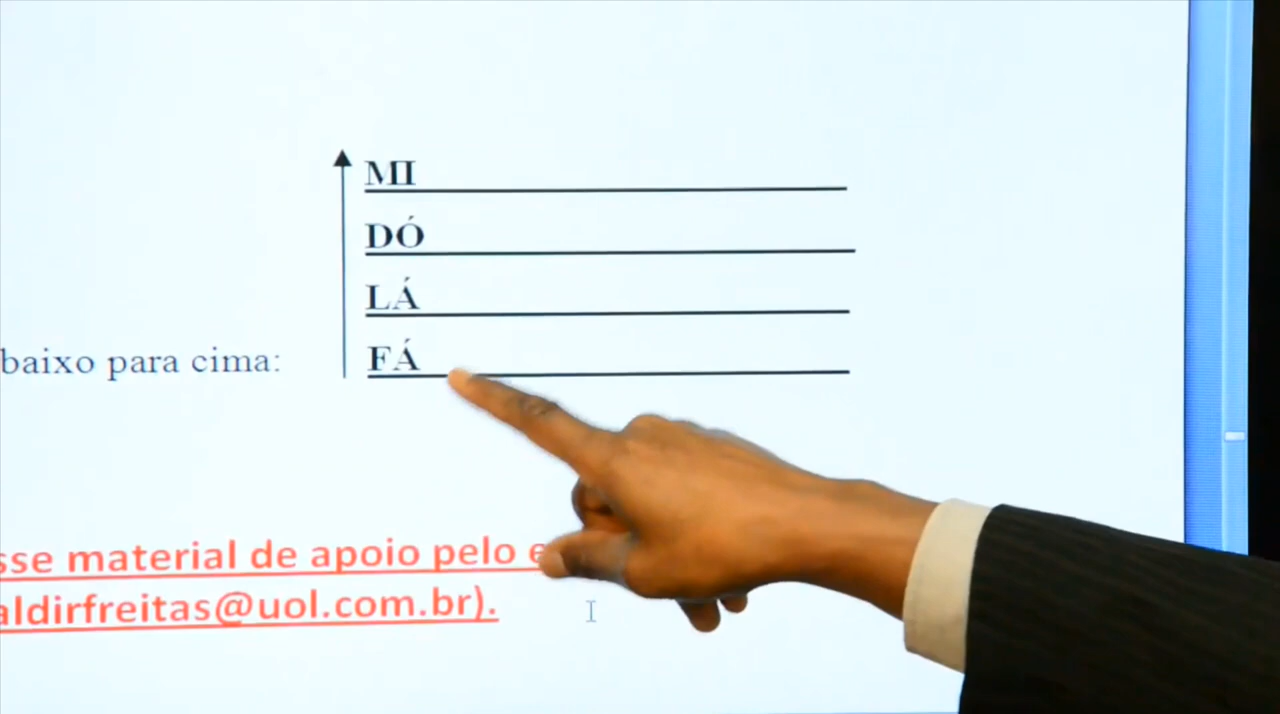 MI
DÓ
LÁ
baixo para cima: FÁ
sse material de apoio pelo
aldirfreitas@uol.com.br).